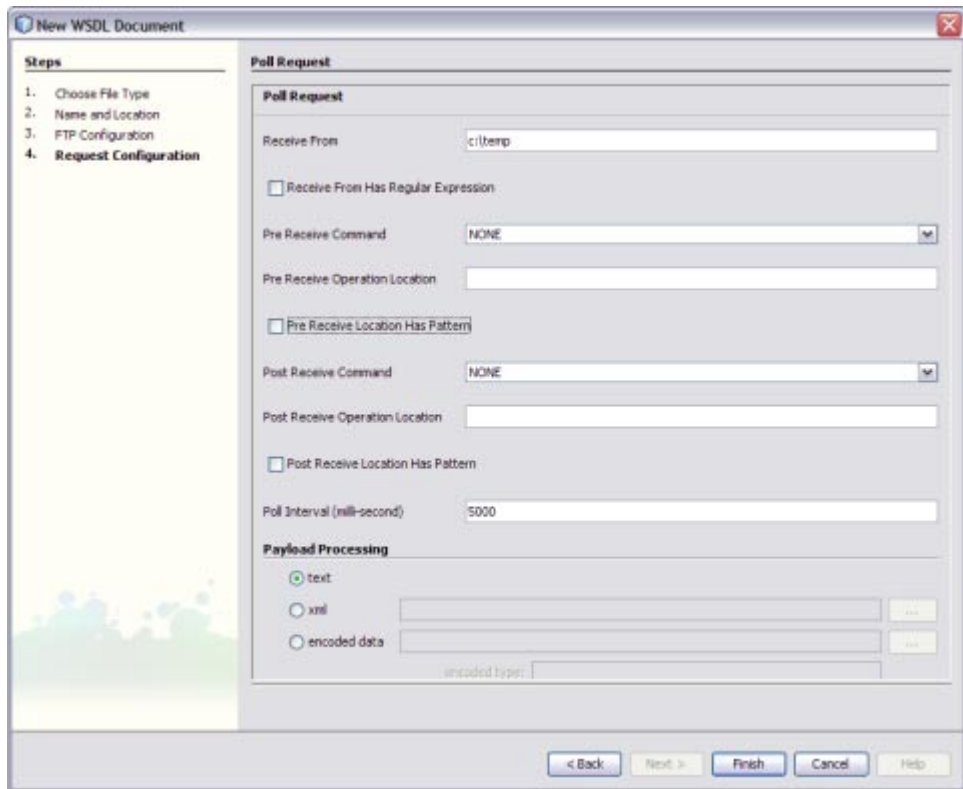 New WSDL Document
Steps
1. Choose File Type
2. Name and Location
3. FTP Configuration
4. Request Configuration
Poll Request
Poll Request
Receive From c:\temp
Receive From Has Regular Expression
Pre Receive Command NONE
Pre Receive Operation Location
Pre Receive Location Has Pattern
Post Receive Command NONE
Post Receive Operation Location
Post Receive Location Has Pattern
Poll Interval (milli-second) 5000
Payload Processing
text
xml ...
encoded data ...
encoded type:
< Back Next > Finish Cancel Help